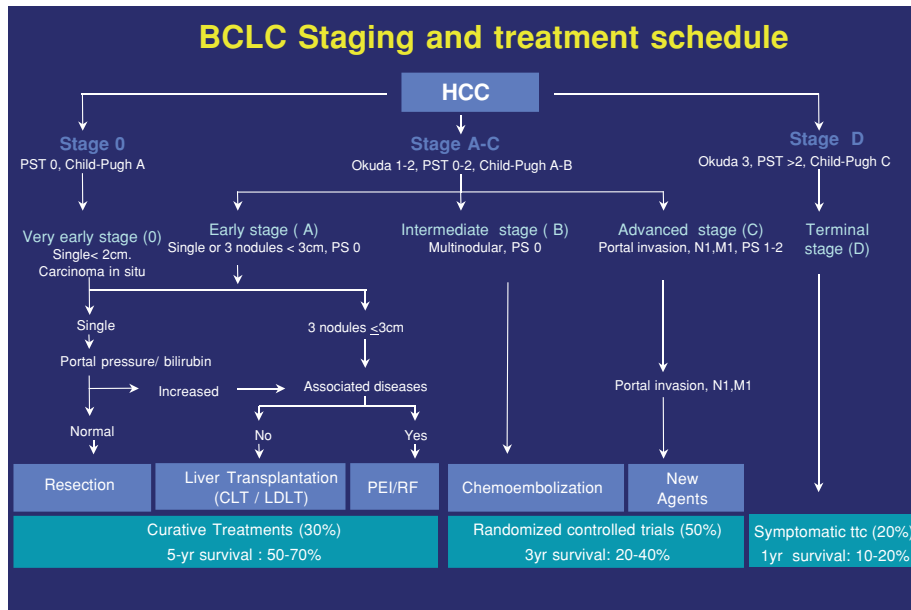 BCLC Staging and treatment schedule
HCC
Stage 0
PST 0, Child-Pugh A
Stage A-C
Okuda 1-2, PST 0-2, Child-Pugh A-B
Stage D
Okuda 3, PST >2, Child-Pugh C
Very early stage (0)
Single< 2cm.
Carcinoma in situ
Early stage ( A)
Single or 3 nodules < 3cm, PS 0
Intermediate stage ( B)
Multinodular, PS 0
Advanced stage (C)
Portal invasion, N1,M1, PS 1-2
Terminal
stage (D)
Single
3 nodules ≤3cm
Portal pressure/ bilirubin
Increased
Associated diseases
Portal invasion, N1,M1
Normal
No
Yes
Resection
Liver Transplantation
(CLT / LDLT)
PEI/RF
Chemoembolization
New
Agents
Curative Treatments (30%)
5-yr survival : 50-70%
Randomized controlled trials (50%)
3yr survival: 20-40%
Symptomatic ttc (20%)
1yr survival: 10-20%